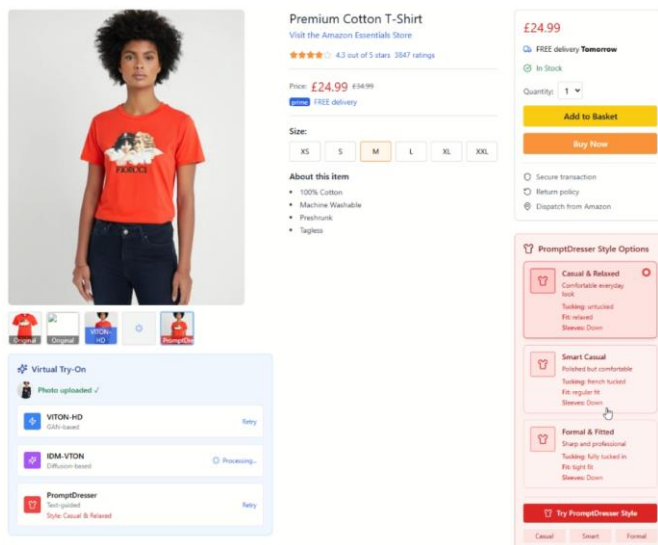 Premium Cotton T-Shirt
Visit the Amazon Essentials Store
4.3 out of 5 stars 3847 ratings
Price: £24.99 £34.99
prime FREE delivery
Size:
XS S M L XL XXL
About this item
• 100% Cotton
• Machine Washable
• Preshrunk
• Tagless
FIORUCCI
Original
Original
VITON-HD
PromptDre
Virtual Try-On
Photo uploaded ✓
VITON-HD
GAN-based
Retry
IDM-VTON
Diffusion-based
Processing...
PromptDresser
Text-guided
Style: Casual & Relaxed
Retry
£24.99
FREE delivery Tomorrow
In Stock
Quantity: 1
Add to Basket
Buy Now
Secure transaction
Return policy
Dispatch from Amazon
PromptDresser Style Options
Casual & Relaxed
Comfortable everyday
look
Tucking: untucked
Fit: relaxed
Sleeves: Down
Smart Casual
Polished but comfortable
Tucking: french tucked
Fit: regular fit
Sleeves: Down
Formal & Fitted
Sharp and professional
Tucking: fully tucked in
Fit: tight fit
Sleeves: Down
Try PromptDresser Style
Casual Smart Formal